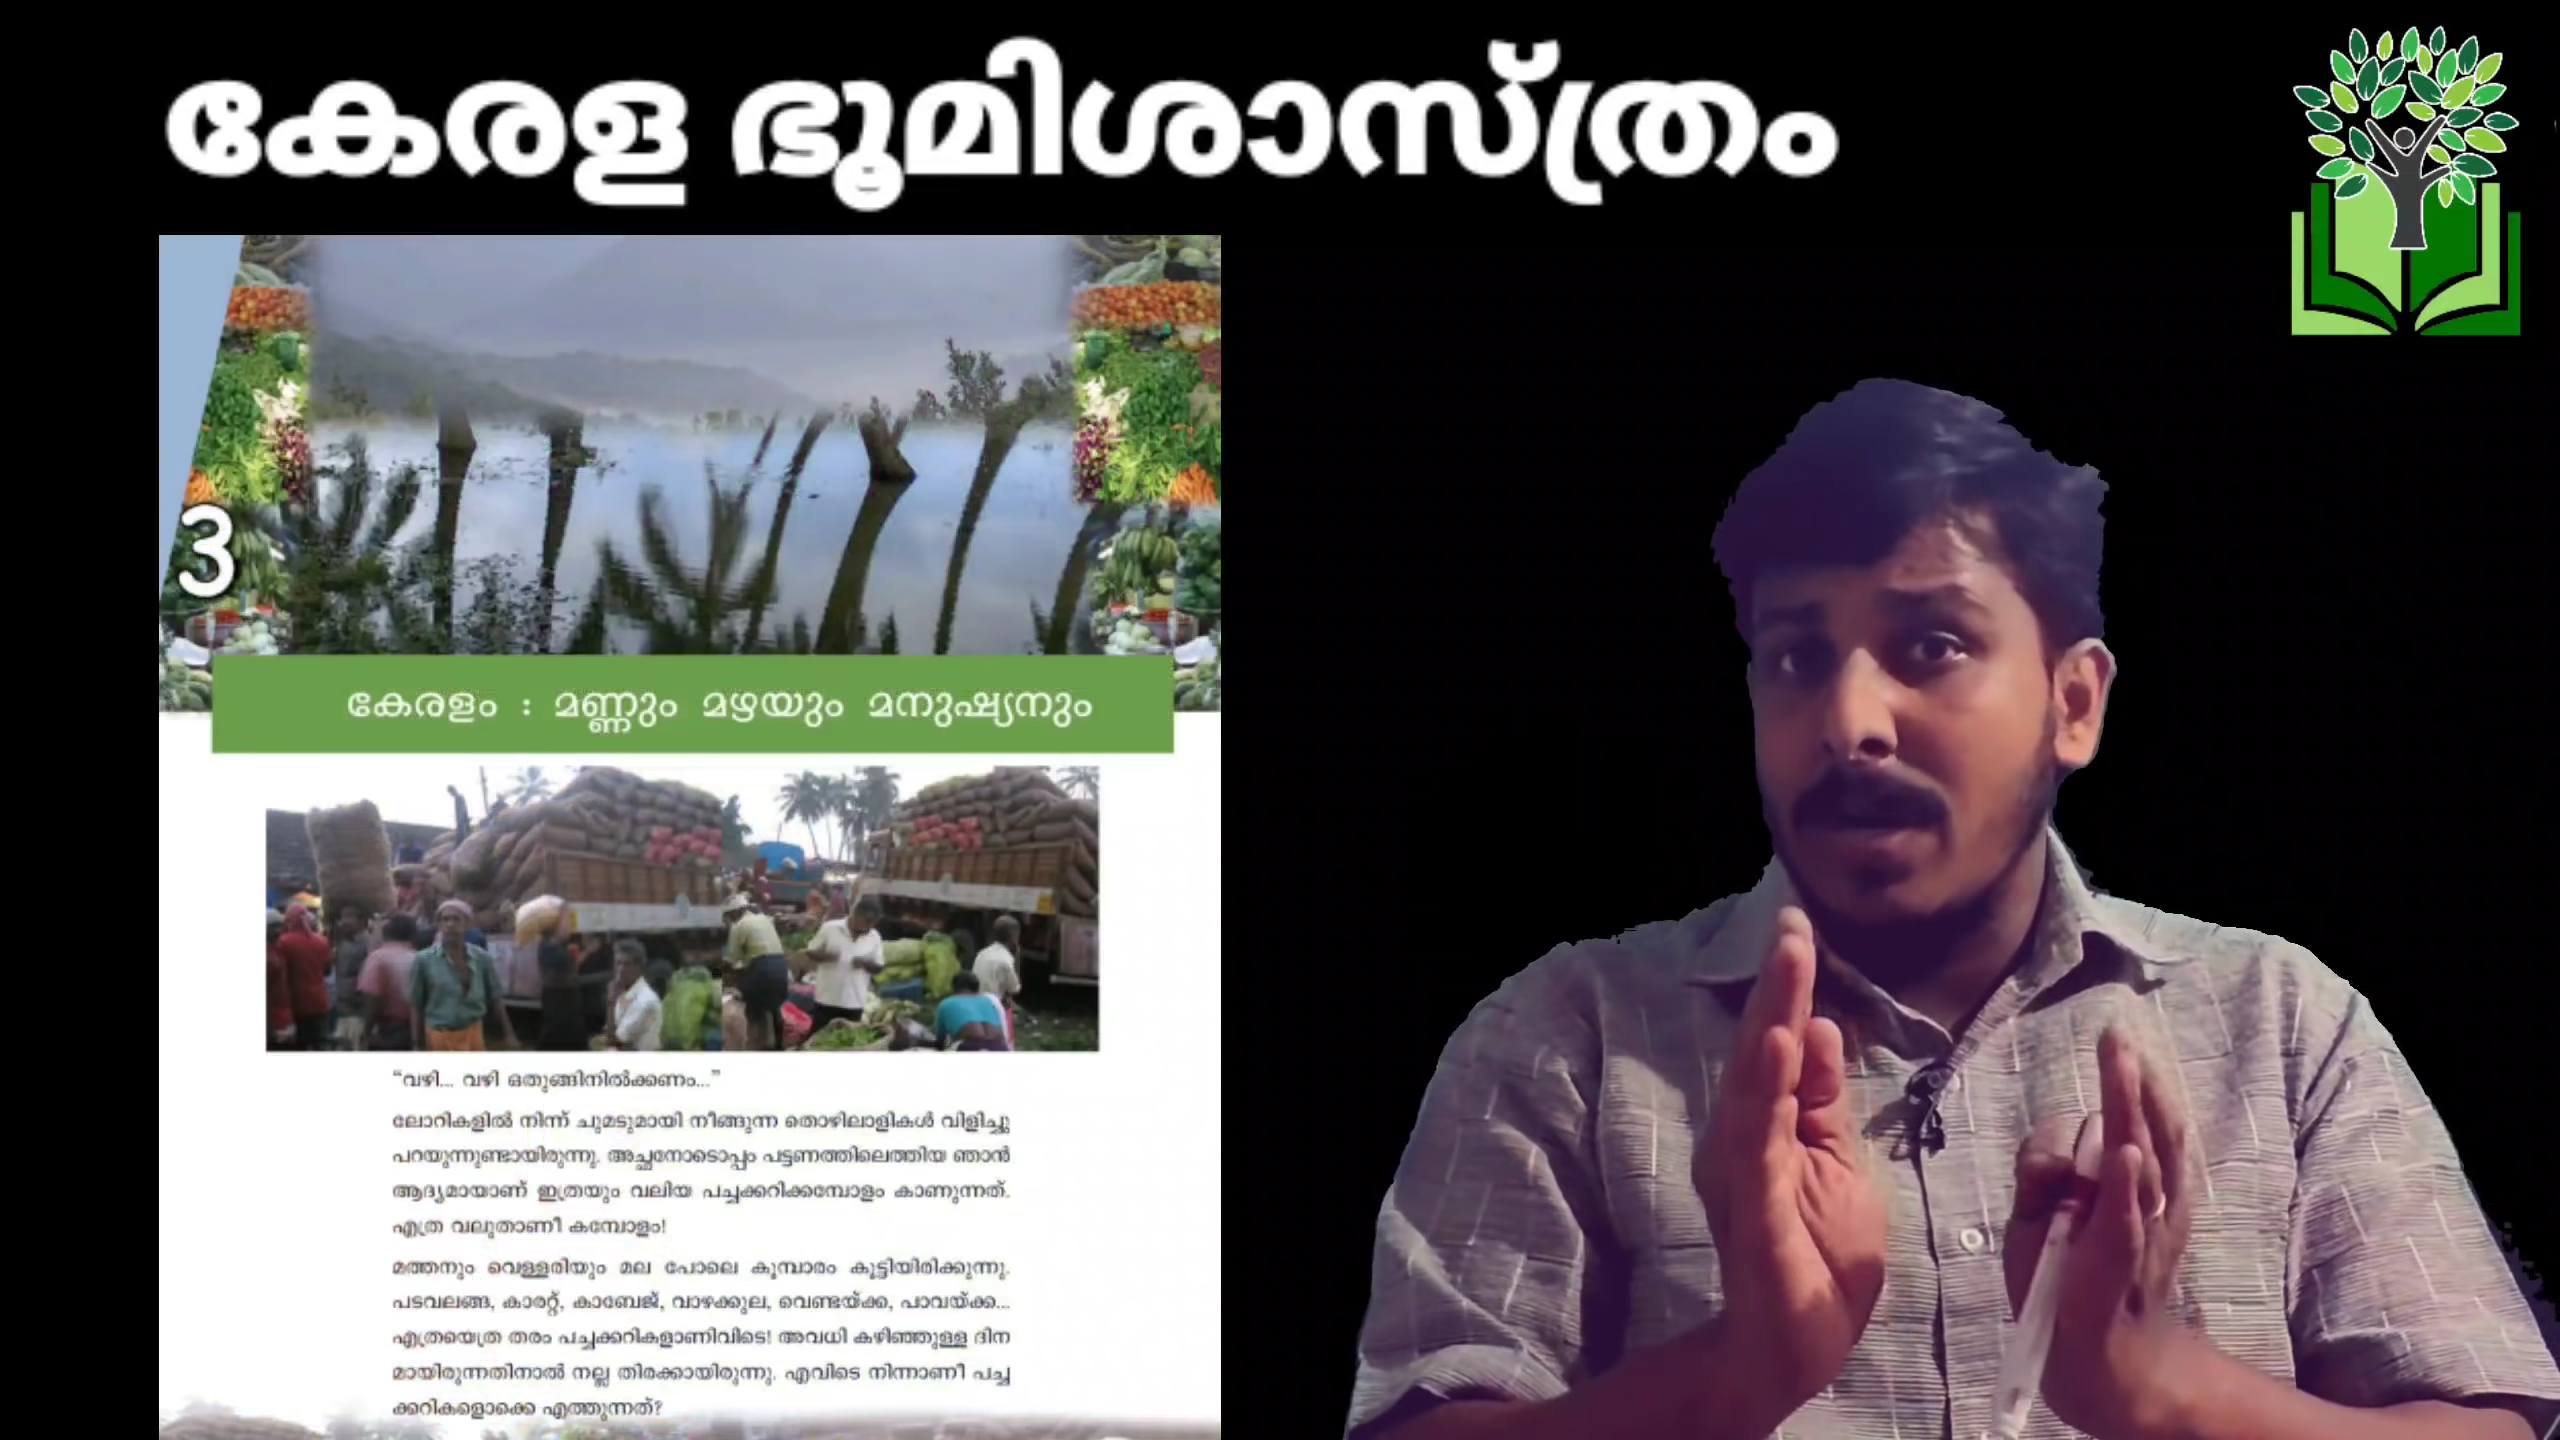 കേരള ഭൂമിശാസ്ത്രം
3
കേരളം : മണ്ണും മഴയും മനുഷ്യനും
“വഴി... വഴി ഒതുങ്ങിനിൽക്കണം...”
ലോറികളിൽ നിന്ന് ചുമടുമായി നീങ്ങുന്ന തൊഴിലാളികൾ വിളിച്ചു
പറയുന്നുണ്ടായിരുന്നു. അച്ഛനോടൊപ്പം പട്ടണത്തിലെത്തിയ ഞാൻ
ആദ്യമായാണ് ഇത്രയും വലിയ പച്ചക്കറിക്കമ്പോളം കാണുന്നത്.
എത്ര വലുതാണീ കമ്പോളം!
മത്തനും വെള്ളരിയും മല പോലെ കൂമ്പാരം കൂട്ടിയിരിക്കുന്നു.
പടവലങ്ങ, കാരറ്റ്, കാബേജ്, വാഴക്കുല, വെണ്ടയ്ക്ക, പാവയ്ക്ക...
എത്രയെത്ര തരം പച്ചക്കറികളാണിവിടെ! അവധി കഴിഞ്ഞുള്ള ദിന
മായിരുന്നതിനാൽ നല്ല തിരക്കായിരുന്നു. എവിടെ നിന്നാണീ പച്ച
ക്കറികളൊക്കെ എത്തുന്നത്?